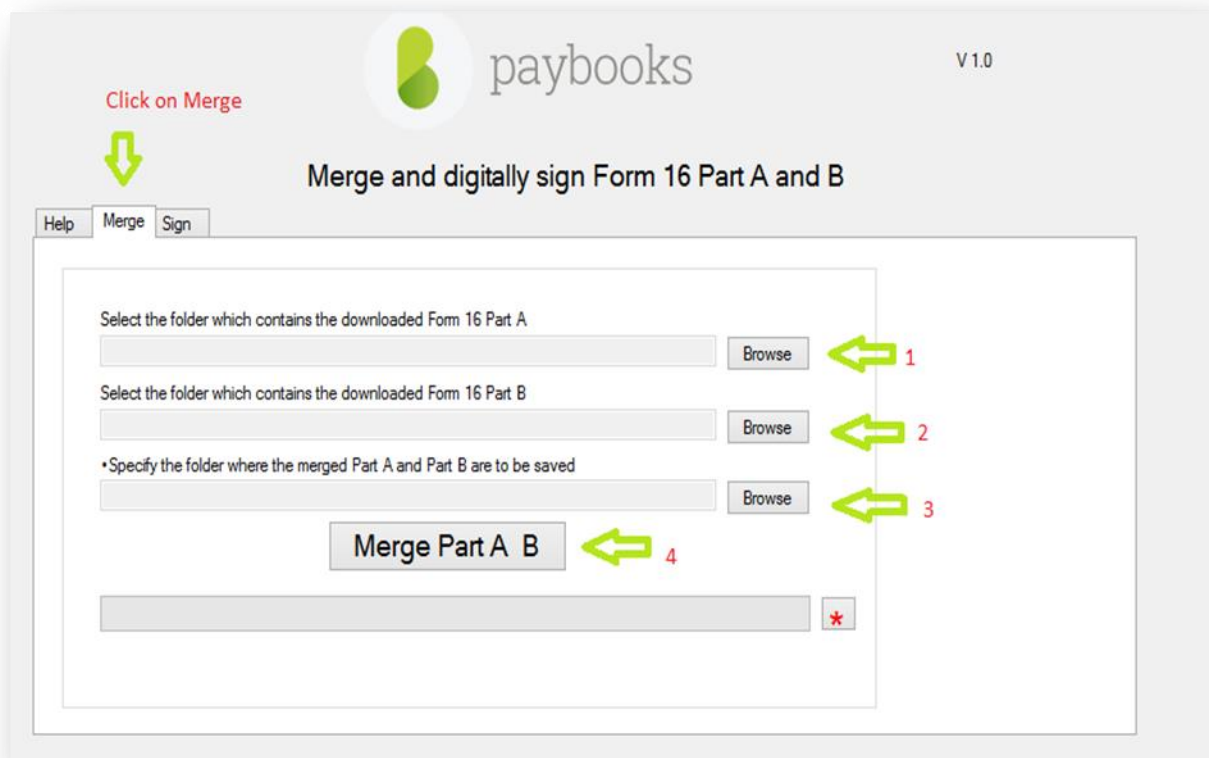 paybooks
V 1.0
Click on Merge
Merge and digitally sign Form 16 Part A and B
Help Merge Sign
Select the folder which contains the downloaded Form 16 Part A
Browse 1
Select the folder which contains the downloaded Form 16 Part B
Browse 2
•Specify the folder where the merged Part A and Part B are to be saved
Browse 3
Merge Part A  B 4
*